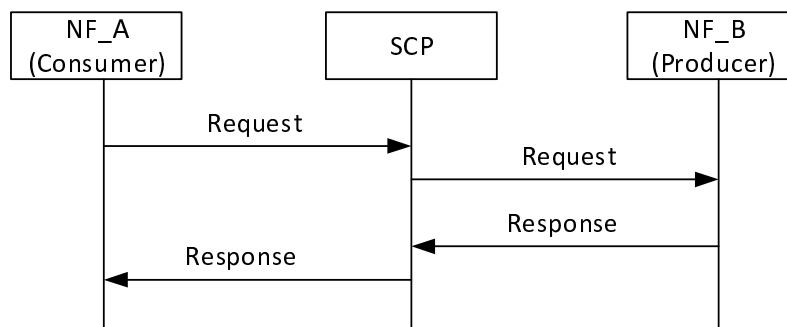 NF_A
(Consumer)
SCP
NF_B
(Producer)
Request
Request
Response
Response